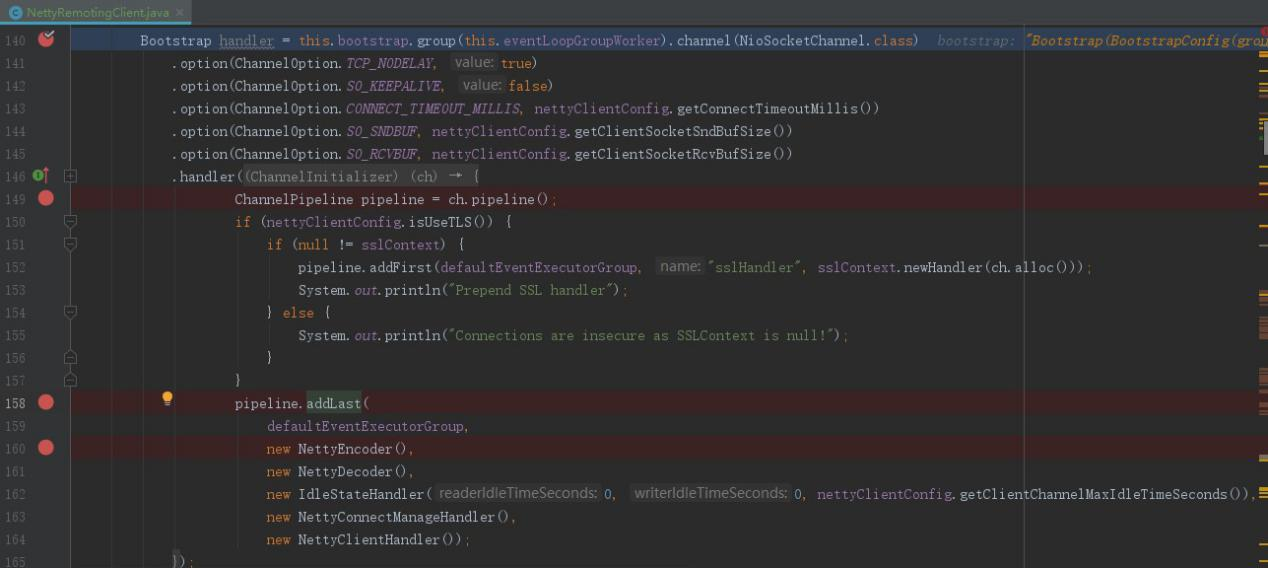 NettyRemotingClient.java ×
140 Bootstrap handler = this.bootstrap.group(this.eventLoopGroupWorker).channel(NioSocketChannel.class) bootstrap: "Bootstrap(BootstrapConfig(grou
141 .option(ChannelOption.TCP_NODELAY, value: true)
142 .option(ChannelOption.SO_KEEPALIVE, value: false)
143 .option(ChannelOption.CONNECT_TIMEOUT_MILLIS, nettyClientConfig.getConnectTimeoutMillis())
144 .option(ChannelOption.SO_SNDBUF, nettyClientConfig.getClientSocketSndBufSize())
145 .option(ChannelOption.SO_RCVBUF, nettyClientConfig.getClientSocketRcvBufSize())
146 .handler((ChannelInitializer) (ch) → {
149 ChannelPipeline pipeline = ch.pipeline();
150 if (nettyClientConfig.isUseTLS()) {
151 if (null != sslContext) {
152 pipeline.addFirst(defaultEventExecutorGroup, name: "sslHandler", sslContext.newHandler(ch.alloc()));
153 System.out.println("Prepend SSL handler");
154 } else {
155 System.out.println("Connections are insecure as SSLContext is null!");
156 }
157 }
158 pipeline.addLast(
159 defaultEventExecutorGroup,
160 new NettyEncoder(),
161 new NettyDecoder(),
162 new IdleStateHandler( readerIdleTimeSeconds: 0, writerIdleTimeSeconds: 0, nettyClientConfig.getClientChannelMaxIdleTimeSeconds()),
163 new NettyConnectManageHandler(),
164 new NettyClientHandler());
165 });